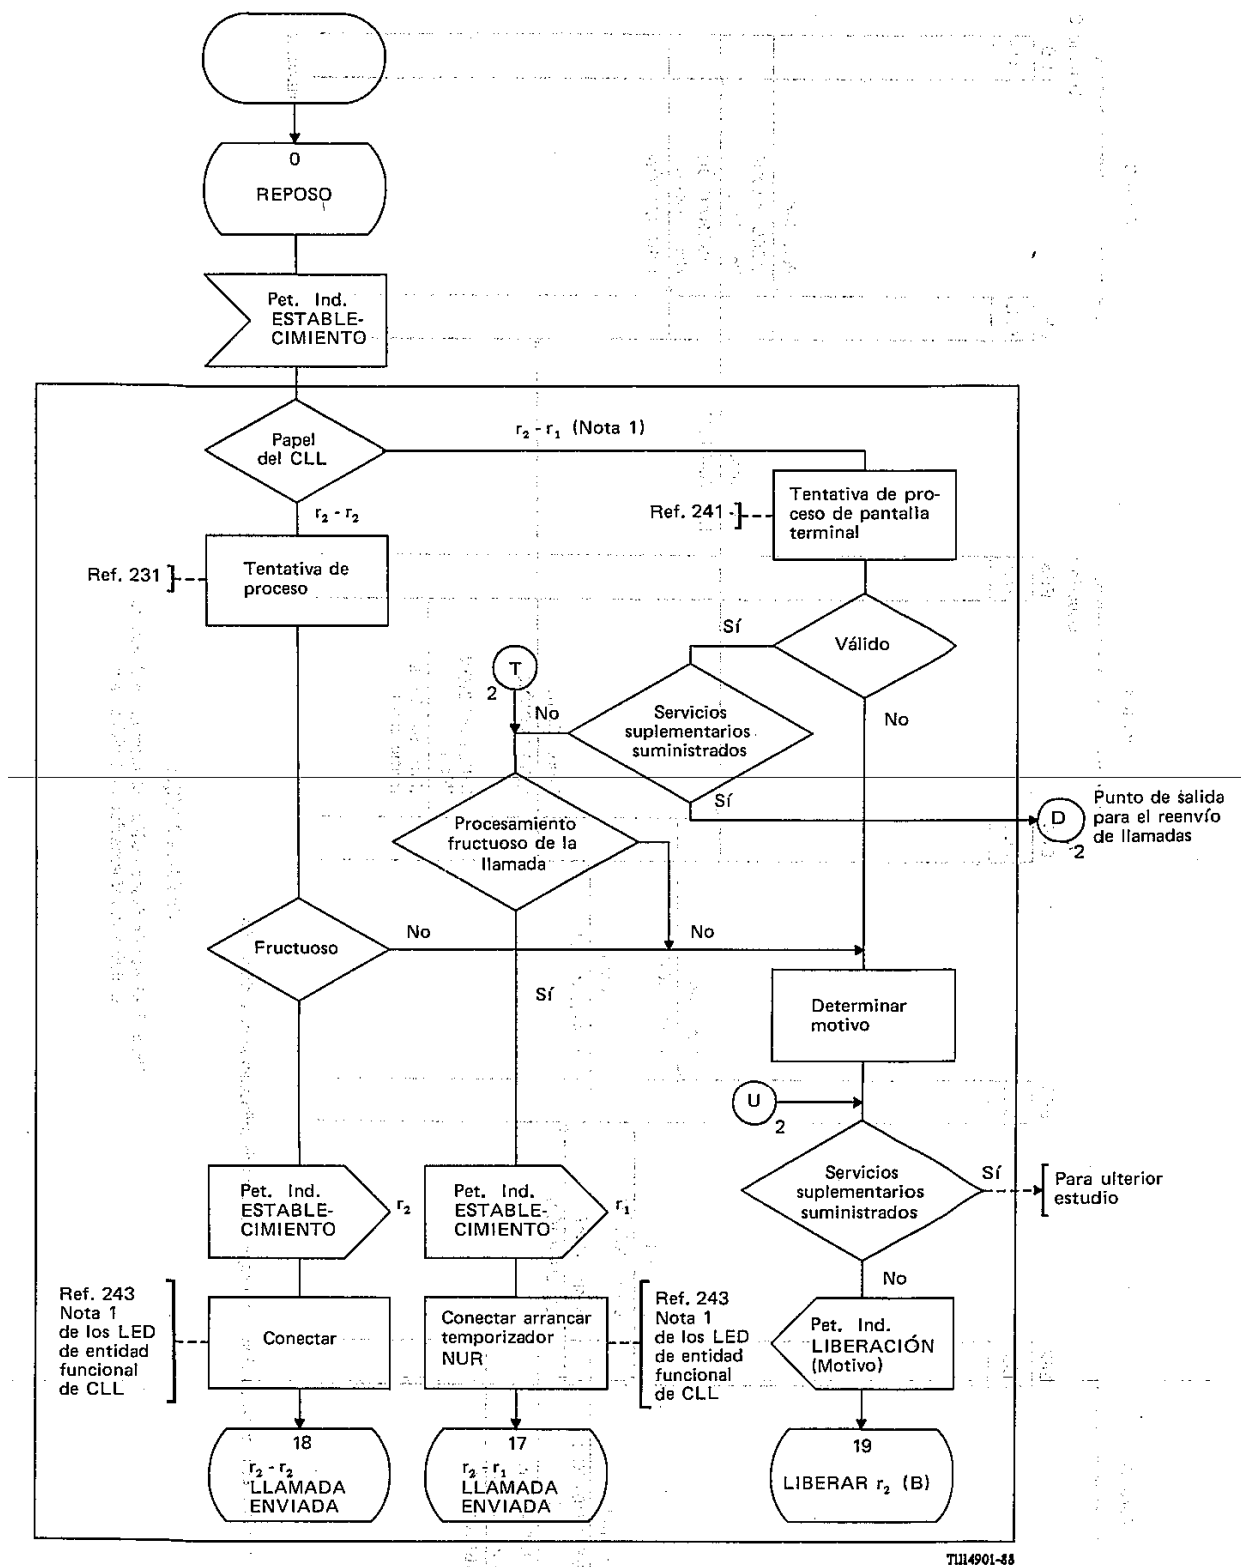 0
REPOSO
Pet. Ind.
ESTABLE-
CIMIENTO
Papel
del CLL
r₂ - r₁ (Nota 1)
r₂ - r₂
Tentativa de pro-
ceso de pantalla
terminal
Ref. 241
Ref. 231
Tentativa de
proceso
Sí
Válido
No
T
2
No
Servicios
suplementarios
suministrados
Sí
D
2
Punto de salida
para el reenvío
de llamadas
Procesamiento
fructuoso de la
llamada
Fructuoso
No
No
Sí
Determinar
motivo
U
2
Servicios
suplementarios
suministrados
Sí
Para ulterior
estudio
No
Pet. Ind.
ESTABLE-
CIMIENTO
r₂
Pet. Ind.
ESTABLE-
CIMIENTO
r₁
Ref. 243
Nota 1
de los LED
de entidad
funcional
de CLL
Conectar
Conectar arrancar
temporizador
NUR
Ref. 243
Nota 1
de los LED
de entidad
funcional
de CLL
Pet. Ind.
LIBERACIÓN
(Motivo)
18
r₂ - r₂
LLAMADA
ENVIADA
17
r₂ - r₁
LLAMADA
ENVIADA
19
LIBERAR r₂ (B)
T1114901-88